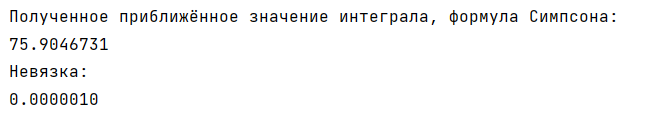 Полученное приближённое значение интеграла, формула Симпсона:
75.9046731
Невязка:
0.0000010